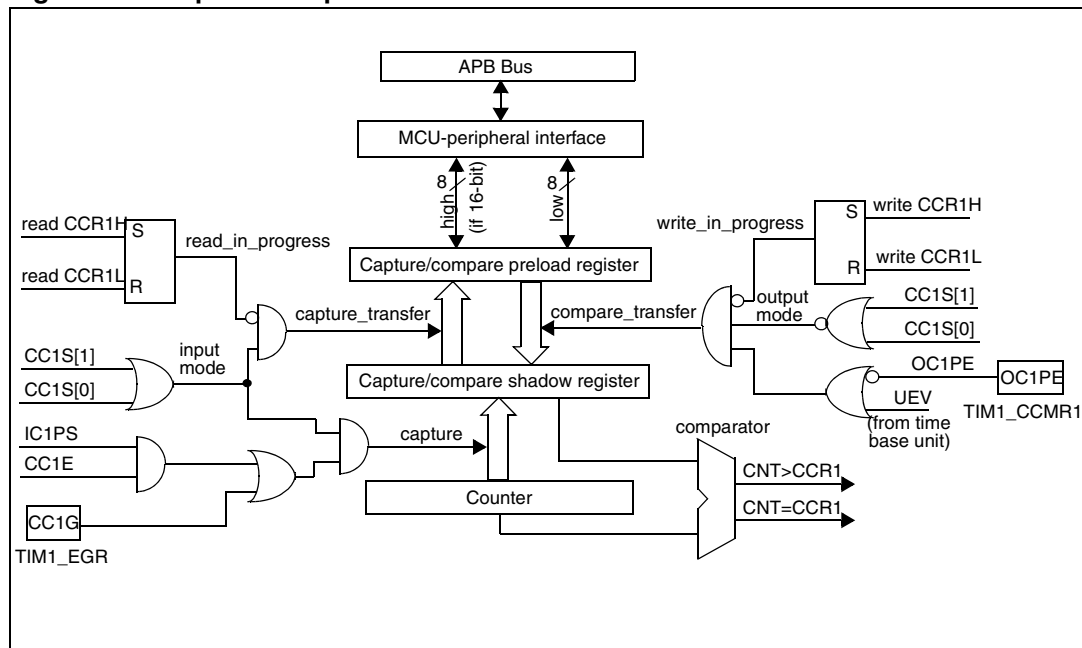 APB Bus
MCU-peripheral interface
8
high
(if 16-bit)
8
low
read CCR1H
S
read_in_progress
read CCR1L
R
write_in_progress
S
write CCR1H
R
write CCR1L
Capture/compare preload register
capture_transfer
compare_transfer
output
mode
CC1S[1]
CC1S[0]
CC1S[1]
CC1S[0]
input
mode
Capture/compare shadow register
OC1PE
OC1PE
UEV
(from time
base unit)
TIM1_CCMR1
IC1PS
CC1E
capture
comparator
Counter
CNT>CCR1
CNT=CCR1
CC1G
TIM1_EGR